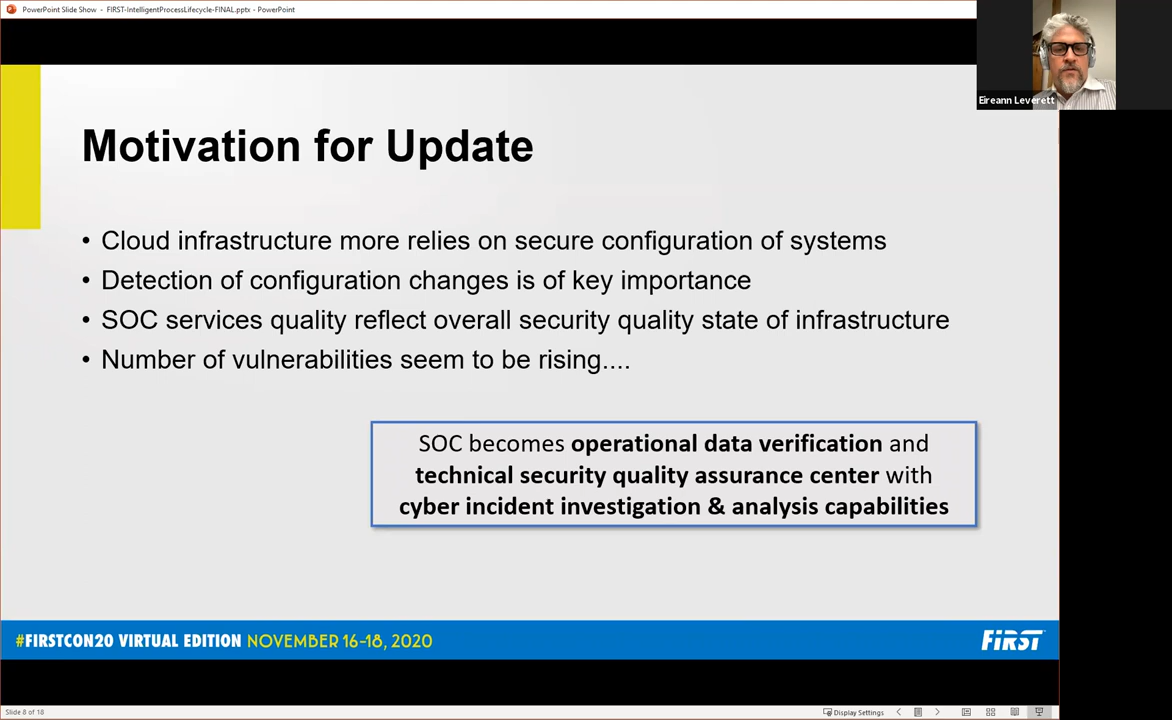 PowerPoint Slide Show - FIRST-IntelligentProcessLifecycle-FINAL.pptx - PowerPoint
Eireann Leverett
Motivation for Update
• Cloud infrastructure more relies on secure configuration of systems
• Detection of configuration changes is of key importance
• SOC services quality reflect overall security quality state of infrastructure
• Number of vulnerabilities seem to be rising....
SOC becomes operational data verification and
technical security quality assurance center with
cyber incident investigation & analysis capabilities
#FIRSTCON20 VIRTUAL EDITION NOVEMBER 16-18, 2020
FIRST
Slide 8 of 18
Display Settings